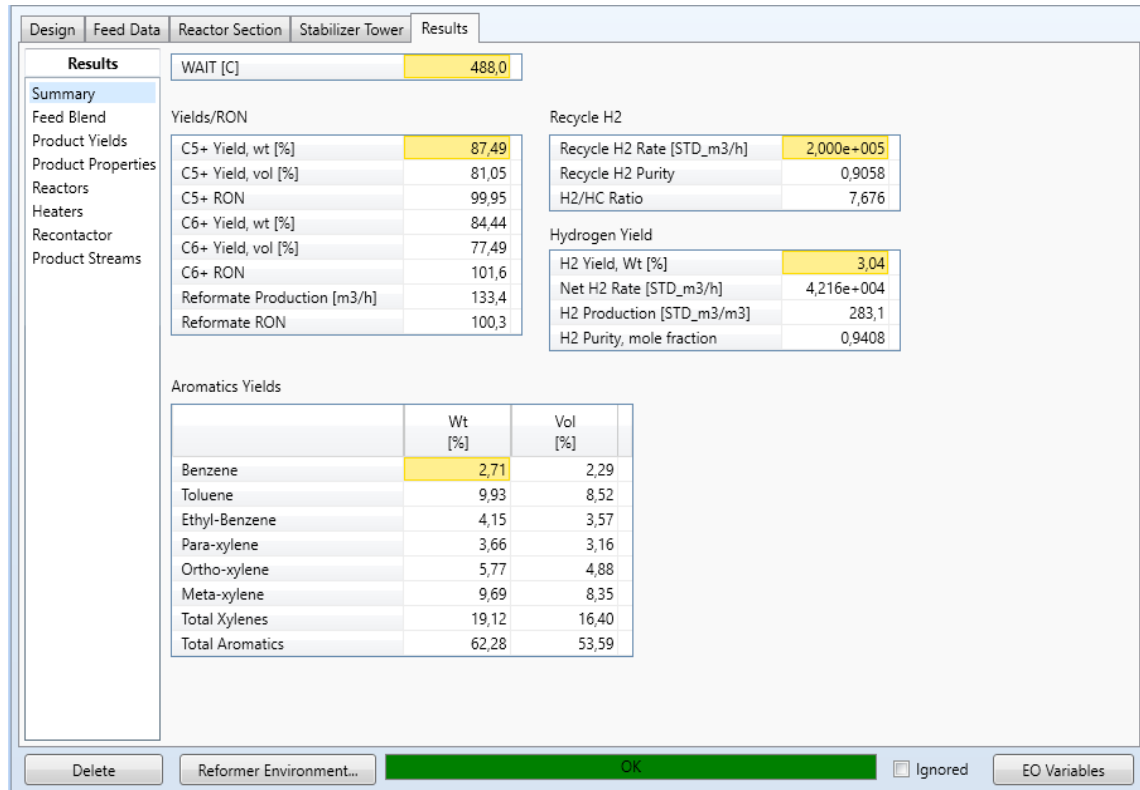 Design Feed Data Reactor Section Stabilizer Tower Results
Results
Summary
Feed Blend
Product Yields
Product Properties
Reactors
Heaters
Recontactor
Product Streams
WAIT [C] 488,0
Yields/RON
C5+ Yield, wt [%] 87,49
C5+ Yield, vol [%] 81,05
C5+ RON 99,95
C6+ Yield, wt [%] 84,44
C6+ Yield, vol [%] 77,49
C6+ RON 101,6
Reformate Production [m3/h] 133,4
Reformate RON 100,3
Recycle H2
Recycle H2 Rate [STD_m3/h] 2,000e+005
Recycle H2 Purity 0,9058
H2/HC Ratio 7,676
Hydrogen Yield
H2 Yield, Wt [%] 3,04
Net H2 Rate [STD_m3/h] 4,216e+004
H2 Production [STD_m3/m3] 283,1
H2 Purity, mole fraction 0,9408
Aromatics Yields
Wt Vol
[%] [%]
Benzene 2,71 2,29
Toluene 9,93 8,52
Ethyl-Benzene 4,15 3,57
Para-xylene 3,66 3,16
Ortho-xylene 5,77 4,88
Meta-xylene 9,69 8,35
Total Xylenes 19,12 16,40
Total Aromatics 62,28 53,59
Delete Reformer Environment... OK Ignored EO Variables